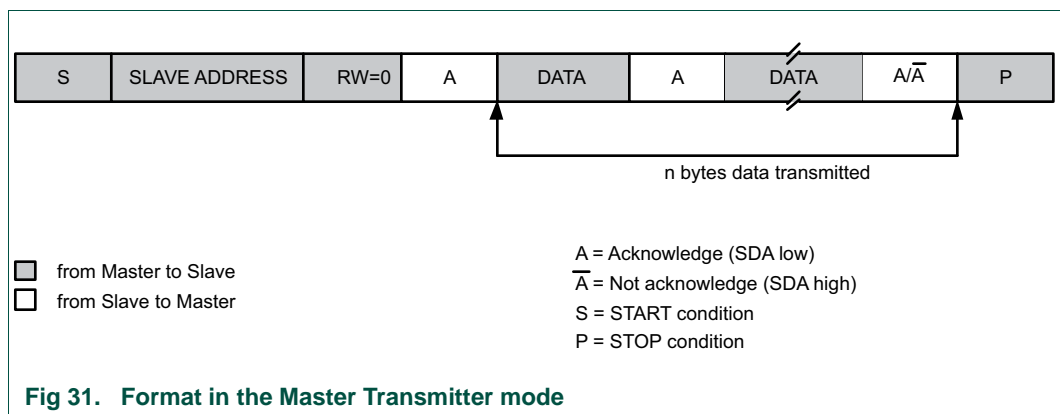 S SLAVE ADDRESS RW=0 A DATA A DATA A/A̅ P
n bytes data transmitted
from Master to Slave
from Slave to Master
A = Acknowledge (SDA low)
A̅ = Not acknowledge (SDA high)
S = START condition
P = STOP condition
Fig 31. Format in the Master Transmitter mode